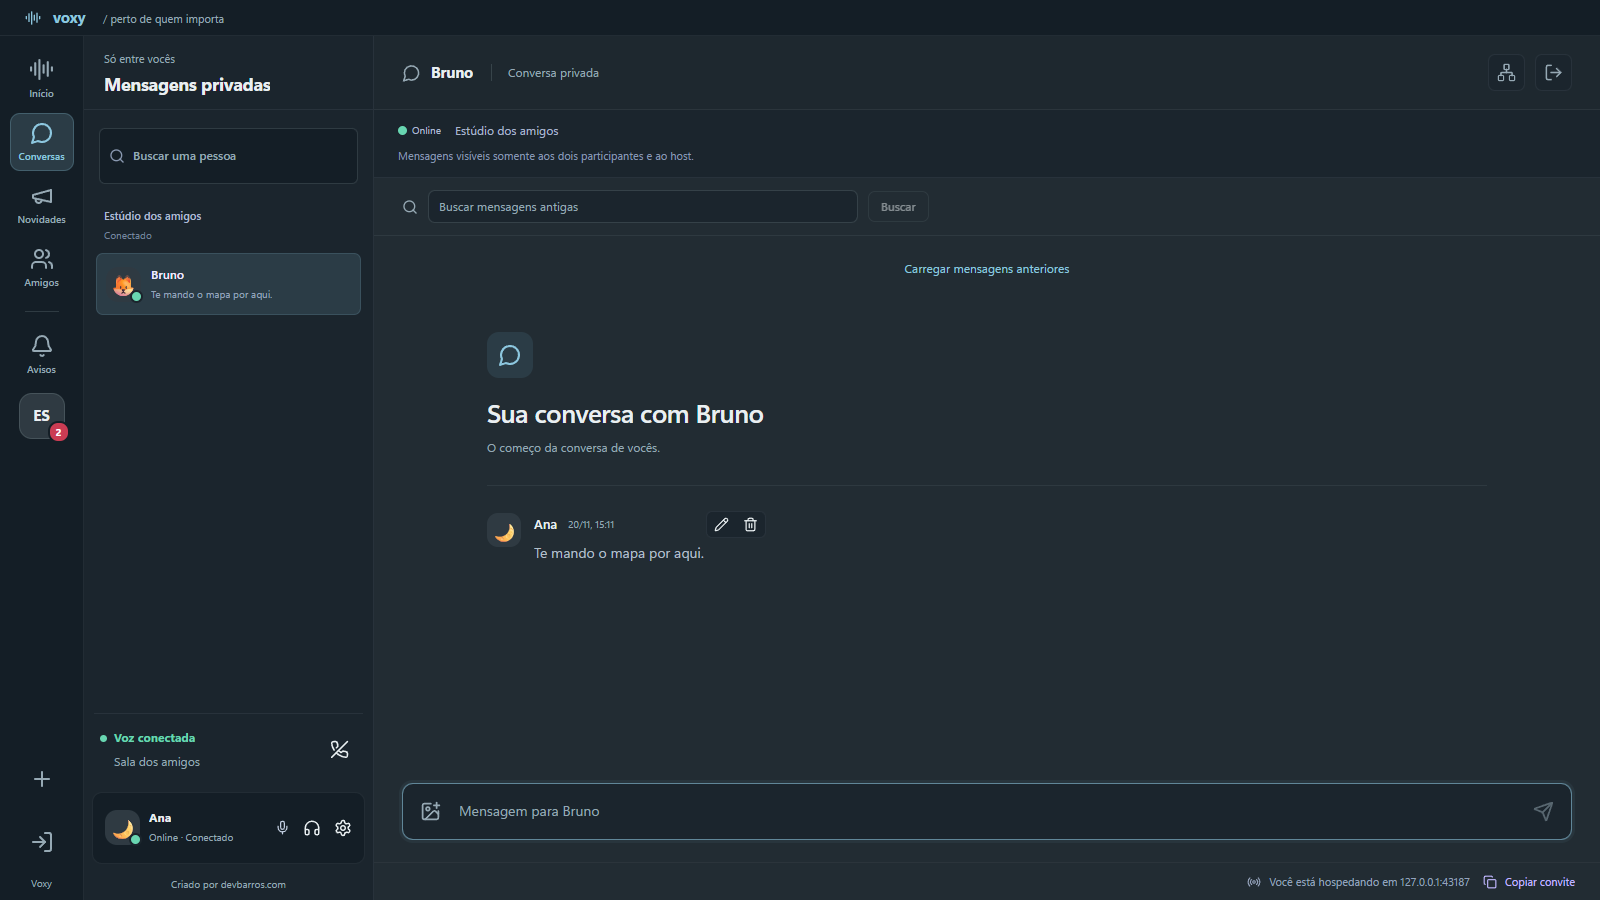 voxy / perto de quem importa
Início
Conversas
Novidades
Amigos
Avisos
ES
2
Voxy
Só entre vocês
Mensagens privadas
Buscar uma pessoa
Estúdio dos amigos
Conectado
Bruno
Te mando o mapa por aqui.
Voz conectada
Sala dos amigos
Ana
Online · Conectado
Criado por devbarros.com
Bruno Conversa privada
Online Estúdio dos amigos
Mensagens visíveis somente aos dois participantes e ao host.
Buscar mensagens antigas Buscar
Carregar mensagens anteriores
Sua conversa com Bruno
O começo da conversa de vocês.
Ana 20/11, 15:11
Te mando o mapa por aqui.
Mensagem para Bruno
Você está hospedando em 127.0.0.1:43187 Copiar convite